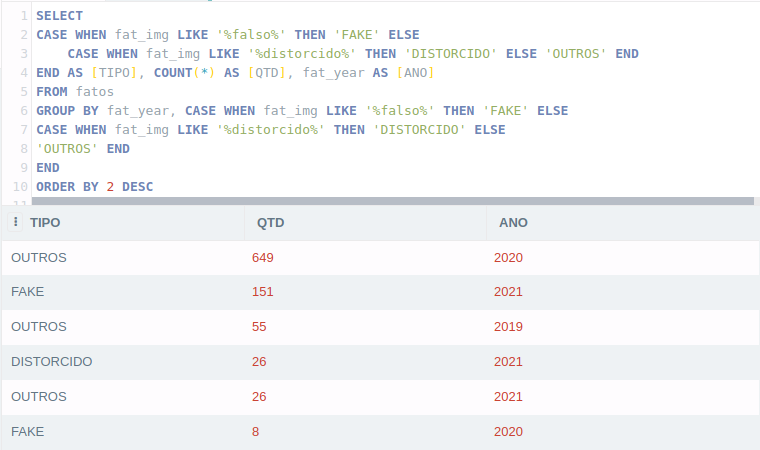 1 SELECT
2 CASE WHEN fat_img LIKE '%falso%' THEN 'FAKE' ELSE
3 CASE WHEN fat_img LIKE '%distorcido%' THEN 'DISTORCIDO' ELSE 'OUTROS' END
4 END AS [TIPO], COUNT(*) AS [QTD], fat_year AS [ANO]
5 FROM fatos
6 GROUP BY fat_year, CASE WHEN fat_img LIKE '%falso%' THEN 'FAKE' ELSE
7 CASE WHEN fat_img LIKE '%distorcido%' THEN 'DISTORCIDO' ELSE
8 'OUTROS' END
9 END
10 ORDER BY 2 DESC
11
TIPO QTD ANO
OUTROS 649 2020
FAKE 151 2021
OUTROS 55 2019
DISTORCIDO 26 2021
OUTROS 26 2021
FAKE 8 2020